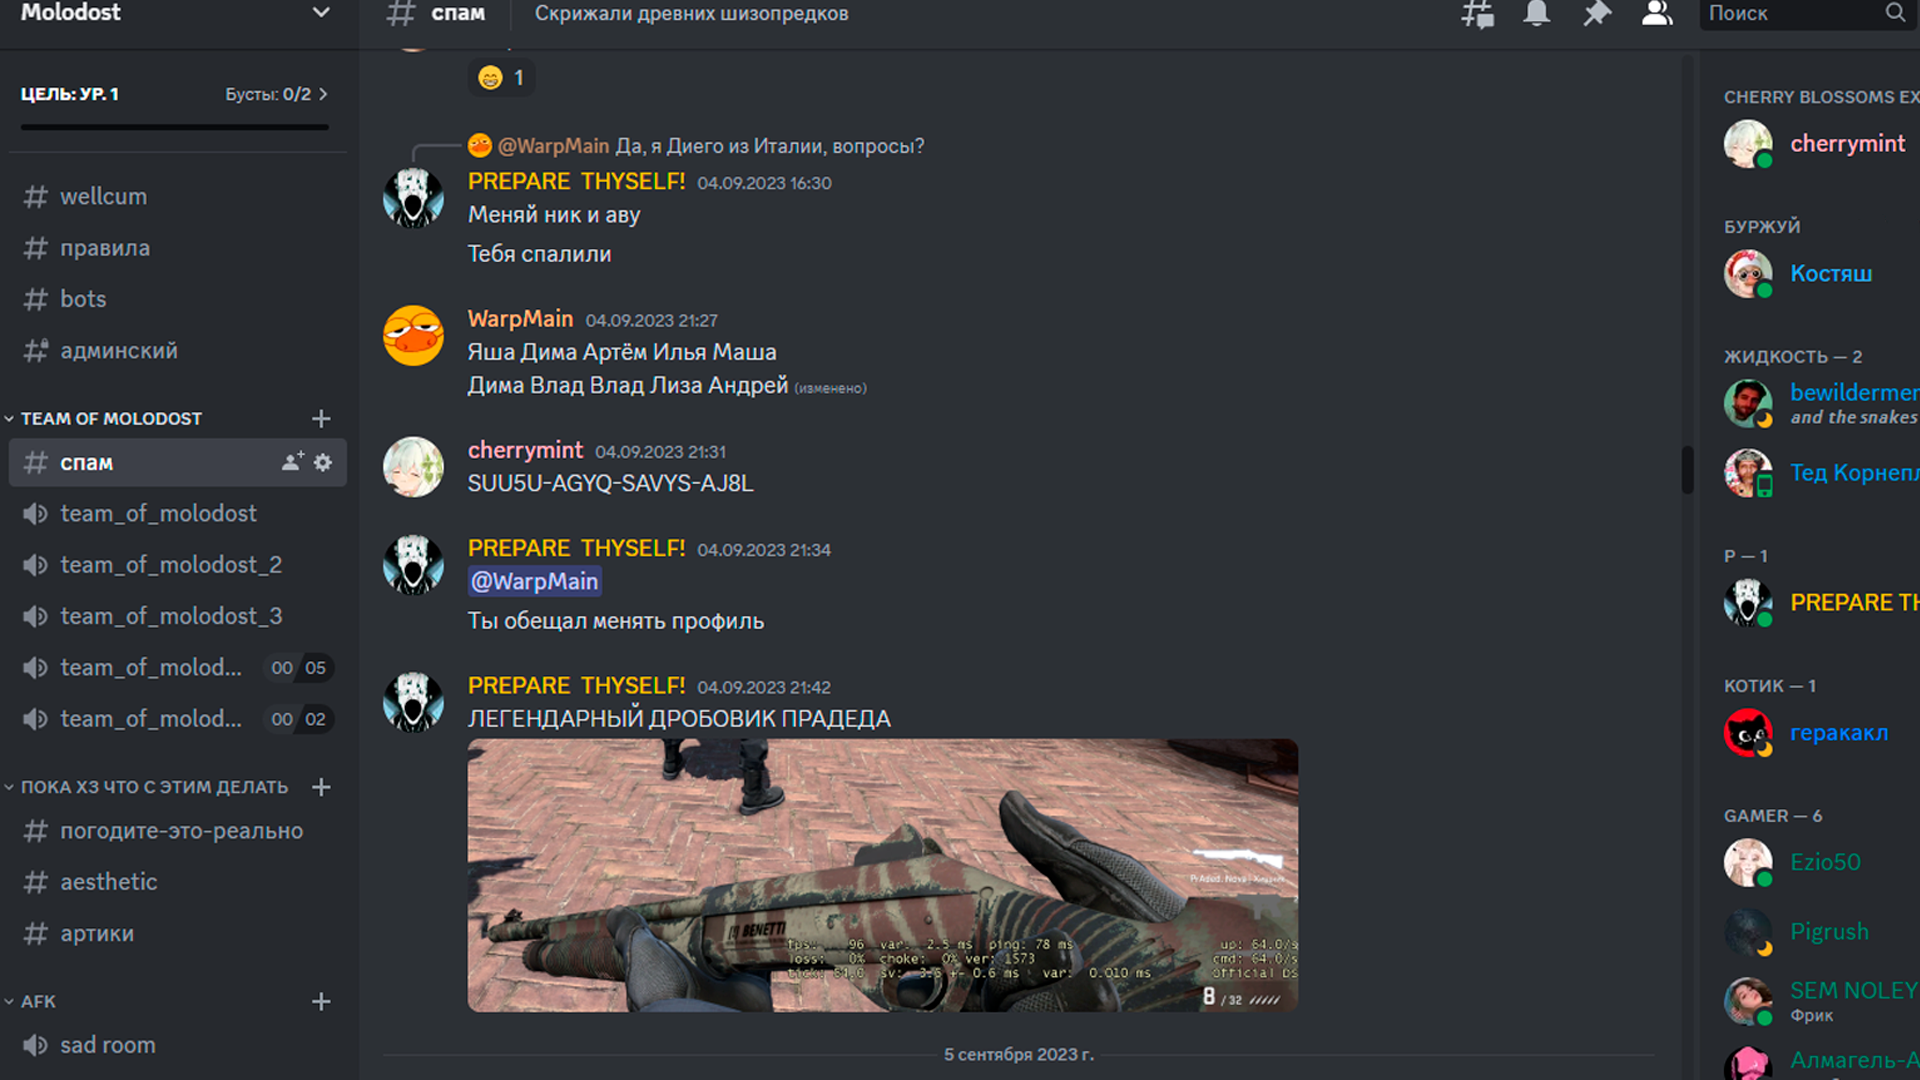 Molodost
ЦЕЛЬ: УР. 1
Бусты: 0/2
wellcum
правила
bots
админский
TEAM OF MOLODOST
спам
team_of_molodost
team_of_molodost_2
team_of_molodost_3
team_of_molod... 00 05
team_of_molod... 00 02
ПОКА ХЗ ЧТО С ЭТИМ ДЕЛАТЬ
погодите-это-реально
aesthetic
артики
AFK
sad room
спам
Скрижали древних шизопредков
Поиск
1
@WarpMain Да, я Диего из Италии, вопросы?
PREPARE THYSELF! 04.09.2023 16:30
Меняй ник и аву
Тебя спалили
WarpMain 04.09.2023 21:27
Яша Дима Артём Илья Маша
Дима Влад Влад Лиза Андрей (изменено)
cherrymint 04.09.2023 21:31
SUU5U-AGYQ-SAVYS-AJ8L
PREPARE THYSELF! 04.09.2023 21:34
@WarpMain
Ты обещал менять профиль
PREPARE THYSELF! 04.09.2023 21:42
ЛЕГЕНДАРНЫЙ ДРОБОВИК ПРАДЕДА
BENETTI
fps: 96 var: 2.5 ms ping: 78 ms
loss: 0% choke: 0% ver: 1573
tick: 64.0 sv: 3.6 +- 0.6 ms var: 0.010 ms
up: 64.0/s
cmd: 64.0/s
Official DS
8 / 32
5 сентября 2023 г.
CHERRY BLOSSOMS EX
cherrymint
БУРЖУЙ
Костяш
ЖИДКОСТЬ — 2
bewildermer
and the snakes
Тед Корнепл
P — 1
PREPARE TH
КОТИК — 1
геракакл
GAMER — 6
Ezio50
Pigrush
SEM NOLEY
Фрик
Алмагель-А